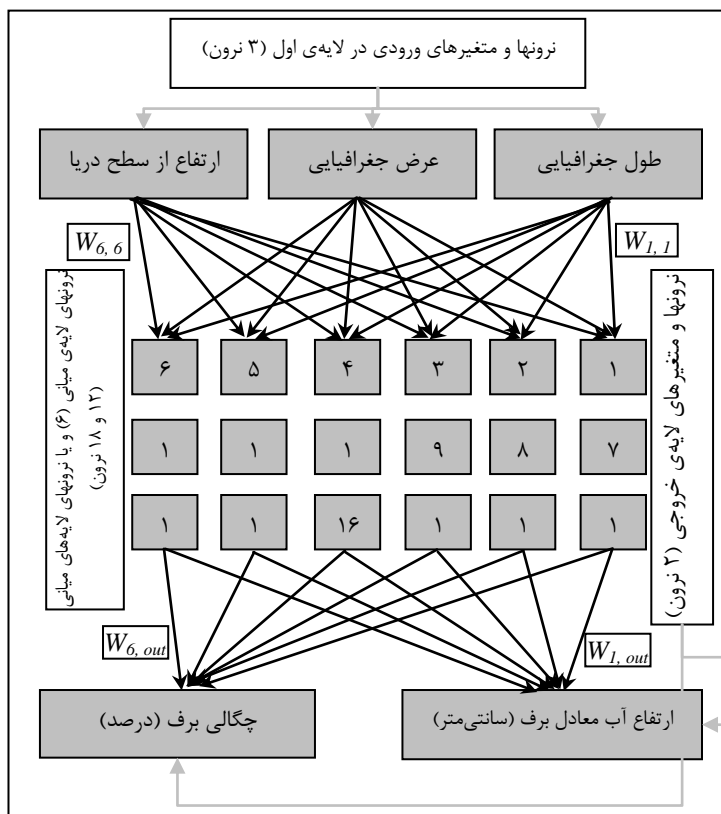 نرونها و متغیرهای ورودی در لایه‌ی اول (۳ نرون)
طول جغرافیایی
عرض جغرافیایی
ارتفاع از سطح دریا
W1, 1
W6, 6
نرونها و متغیرهای لایه‌ی خروجی (۲ نرون)
نرونهای لایه‌ی میانی (۶) و یا نرونهای لایه‌های میانی
(۱۲ و ۱۸ نرون)
۱ ۲ ۳ ۴ ۵ ۶
۷ ۸ ۹ ۱ ۱ ۱
۱ ۱ ۱ ۱۶ ۱ ۱
W1, out
W6, out
ارتفاع آب معادل برف (سانتی‌متر)
چگالی برف (درصد)